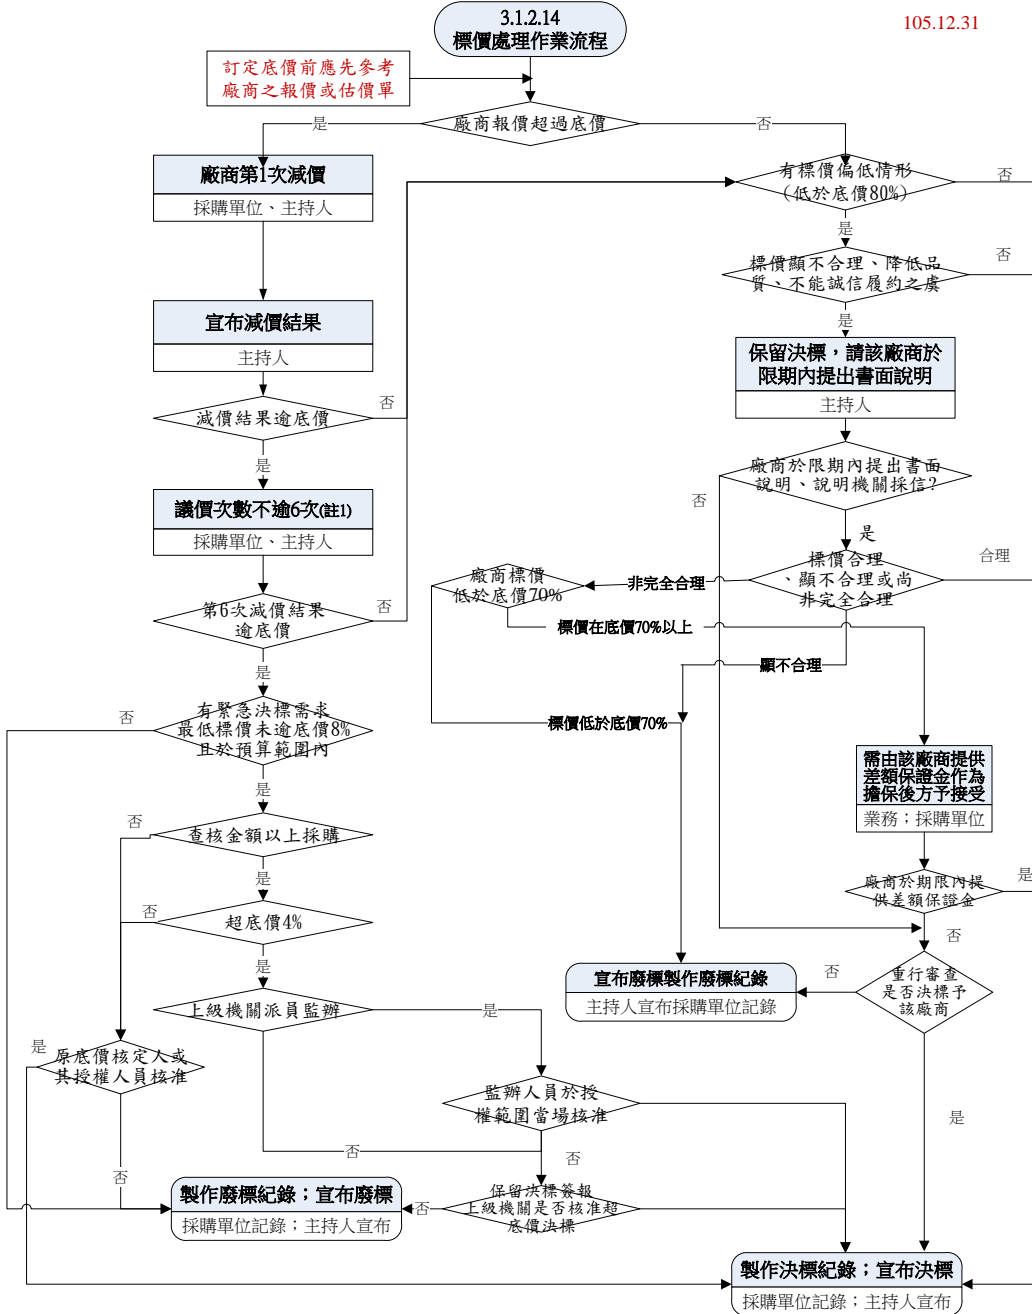 3.1.2.14
標價處理作業流程
105.12.31
訂定底價前應先參考
廠商之報價或估價單
廠商報價超過底價
是
否
廠商第1次減價
採購單位、主持人
有標價偏低情形
(低於底價80%)
否
是
標價顯不合理、降低品
質、不能誠信履約之虞
否
是
宣布減價結果
主持人
保留決標，請該廠商於
限期內提出書面說明
主持人
減價結果逾底價
否
是
廠商於限期內提出書面
說明、說明機關採信?
否
是
議價次數不逾6次(註1)
採購單位、主持人
標價合理
、顯不合理或尚
非完全合理
合理
非完全合理
廠商標價
低於底價70%
第6次減價結果
逾底價
否
是
標價在底價70%以上
顯不合理
標價低於底價70%
有緊急決標需求
最低標價未逾底價8%
且於預算範圍內
否
是
需由該廠商提供
差額保證金作為
擔保後方予接受
業務；採購單位
查核金額以上採購
否
是
廠商於期限內提
供差額保證金
是
否
超底價4%
否
是
重行審查
是否決標予
該廠商
否
是
宣布廢標製作廢標紀錄
主持人宣布採購單位記錄
上級機關派員監辦
是
否
原底價核定人或
其授權人員核准
是
否
監辦人員於授
權範圍當場核准
否
保留決標簽報
上級機關是否核准超
底價決標
否
製作廢標紀錄；宣布廢標
採購單位記錄；主持人宣布
製作決標紀錄；宣布決標
採購單位記錄；主持人宣布